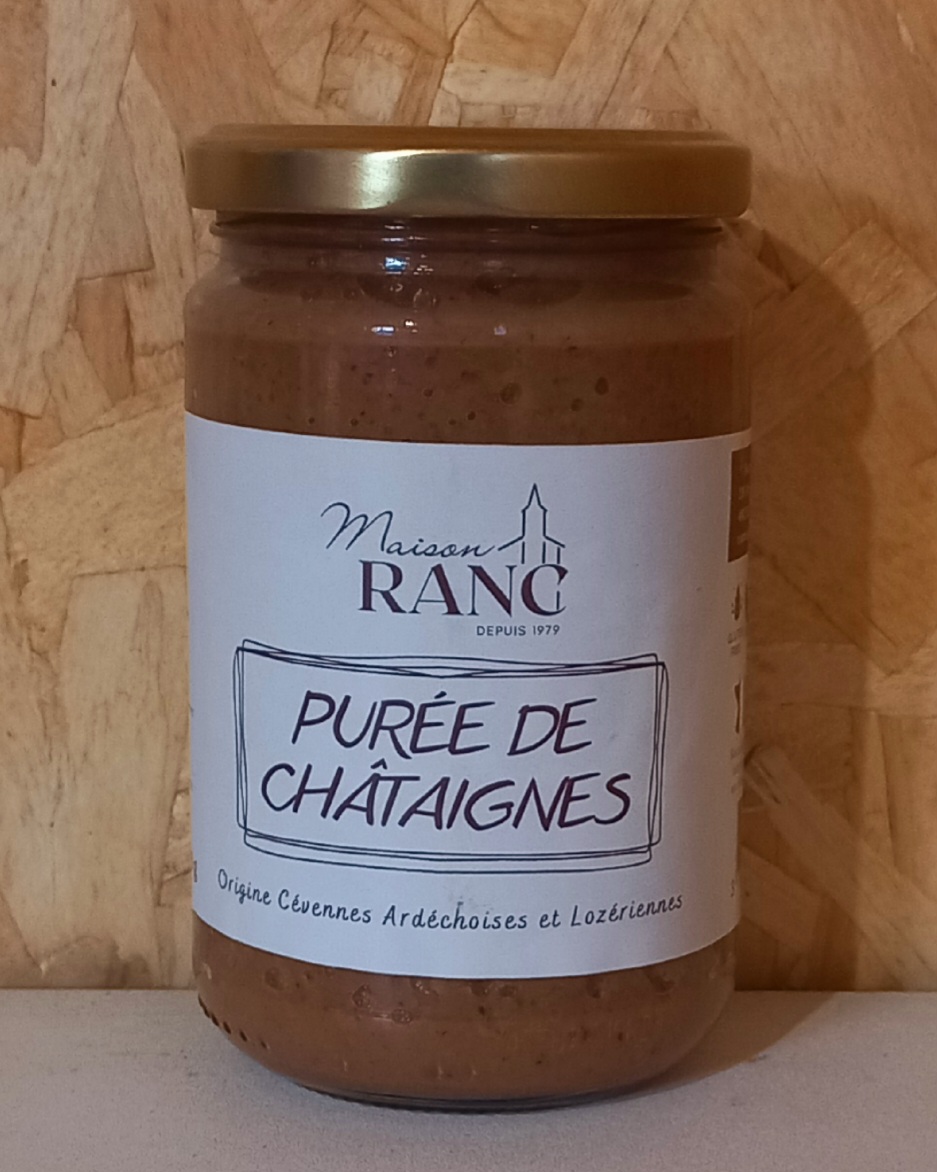 Maison
RANC
DEPUIS 1979
PURÉE DE
CHÂTAIGNES
Origine Cévennes Ardéchoises et Lozériennes